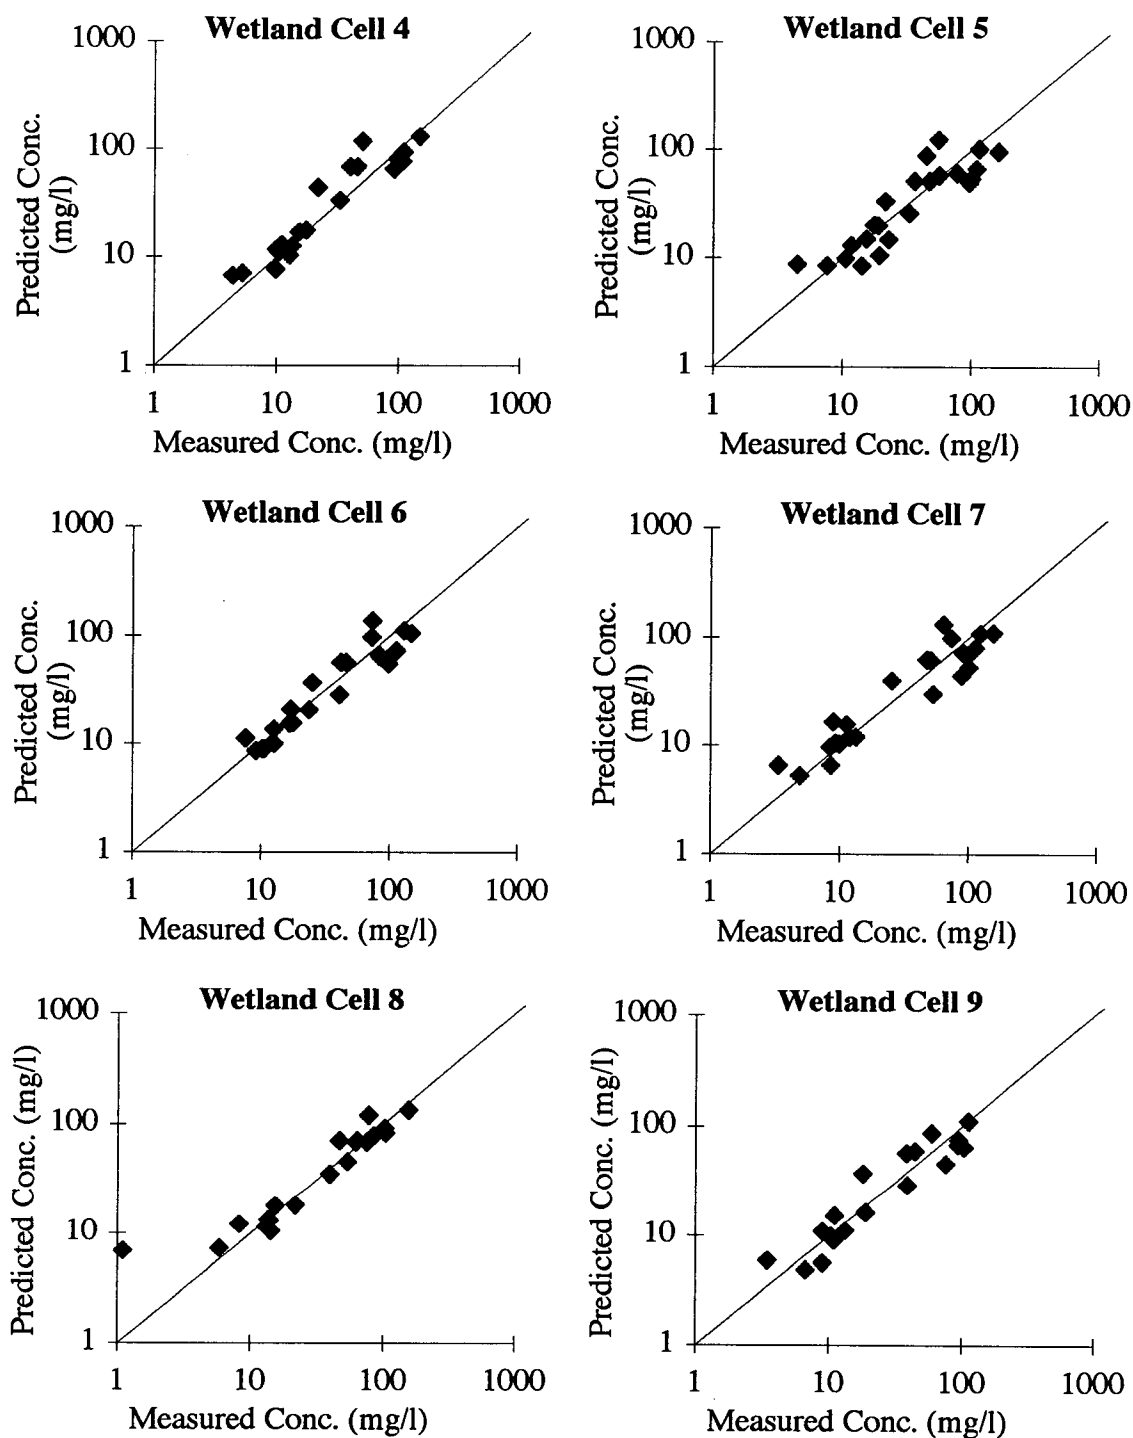 Wetland Cell 4
1000
100
10
1
Predicted Conc.
(mg/l)
1 10 100 1000
Measured Conc. (mg/l)
Wetland Cell 5
1000
100
10
1
Predicted Conc.
(mg/l)
1 10 100 1000
Measured Conc. (mg/l)
Wetland Cell 6
1000
100
10
1
Predicted Conc.
(mg/l)
1 10 100 1000
Measured Conc. (mg/l)
Wetland Cell 7
1000
100
10
1
Predicted Conc.
(mg/l)
1 10 100 1000
Measured Conc. (mg/l)
Wetland Cell 8
1000
100
10
1
Predicted Conc. (mg/l)
1 10 100 1000
Measured Conc. (mg/l)
Wetland Cell 9
1000
100
10
1
Predicted Conc. (mg/l)
1 10 100 1000
Measured Conc. (mg/l)